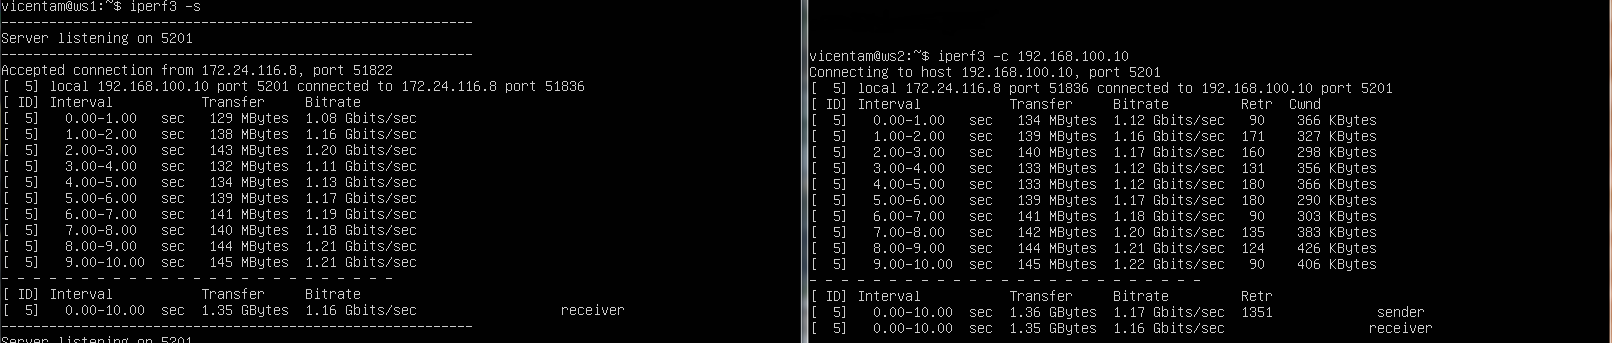 vicentam@ws1:~$ iperf3 -s
-----------------------------------------------------------
Server listening on 5201
-----------------------------------------------------------
Accepted connection from 172.24.116.8, port 51822
[  5] local 192.168.100.10 port 5201 connected to 172.24.116.8 port 51836
[ ID] Interval           Transfer     Bitrate
[  5]   0.00-1.00   sec   129 MBytes  1.08 Gbits/sec
[  5]   1.00-2.00   sec   138 MBytes  1.16 Gbits/sec
[  5]   2.00-3.00   sec   143 MBytes  1.20 Gbits/sec
[  5]   3.00-4.00   sec   132 MBytes  1.11 Gbits/sec
[  5]   4.00-5.00   sec   134 MBytes  1.13 Gbits/sec
[  5]   5.00-6.00   sec   139 MBytes  1.17 Gbits/sec
[  5]   6.00-7.00   sec   141 MBytes  1.19 Gbits/sec
[  5]   7.00-8.00   sec   140 MBytes  1.18 Gbits/sec
[  5]   8.00-9.00   sec   144 MBytes  1.21 Gbits/sec
[  5]   9.00-10.00  sec   145 MBytes  1.21 Gbits/sec
- - - - - - - - - - - - - - - - - - - - - - - - -
[ ID] Interval           Transfer     Bitrate
[  5]   0.00-10.00  sec  1.35 GBytes  1.16 Gbits/sec                  receiver
-----------------------------------------------------------
Server listening on 5201
vicentam@ws2:~$ iperf3 -c 192.168.100.10
Connecting to host 192.168.100.10, port 5201
[  5] local 172.24.116.8 port 51836 connected to 192.168.100.10 port 5201
[ ID] Interval           Transfer     Bitrate         Retr  Cwnd
[  5]   0.00-1.00   sec   134 MBytes  1.12 Gbits/sec   90    366 KBytes
[  5]   1.00-2.00   sec   139 MBytes  1.16 Gbits/sec  171    327 KBytes
[  5]   2.00-3.00   sec   140 MBytes  1.17 Gbits/sec  160    298 KBytes
[  5]   3.00-4.00   sec   133 MBytes  1.12 Gbits/sec  131    356 KBytes
[  5]   4.00-5.00   sec   133 MBytes  1.12 Gbits/sec  180    366 KBytes
[  5]   5.00-6.00   sec   139 MBytes  1.17 Gbits/sec  180    290 KBytes
[  5]   6.00-7.00   sec   141 MBytes  1.18 Gbits/sec   90    303 KBytes
[  5]   7.00-8.00   sec   142 MBytes  1.20 Gbits/sec  135    383 KBytes
[  5]   8.00-9.00   sec   144 MBytes  1.21 Gbits/sec  124    426 KBytes
[  5]   9.00-10.00  sec   145 MBytes  1.22 Gbits/sec   90    406 KBytes
- - - - - - - - - - - - - - - - - - - - - - - - -
[ ID] Interval           Transfer     Bitrate         Retr
[  5]   0.00-10.00  sec  1.36 GBytes  1.17 Gbits/sec  1351             sender
[  5]   0.00-10.00  sec  1.35 GBytes  1.16 Gbits/sec                  receiver